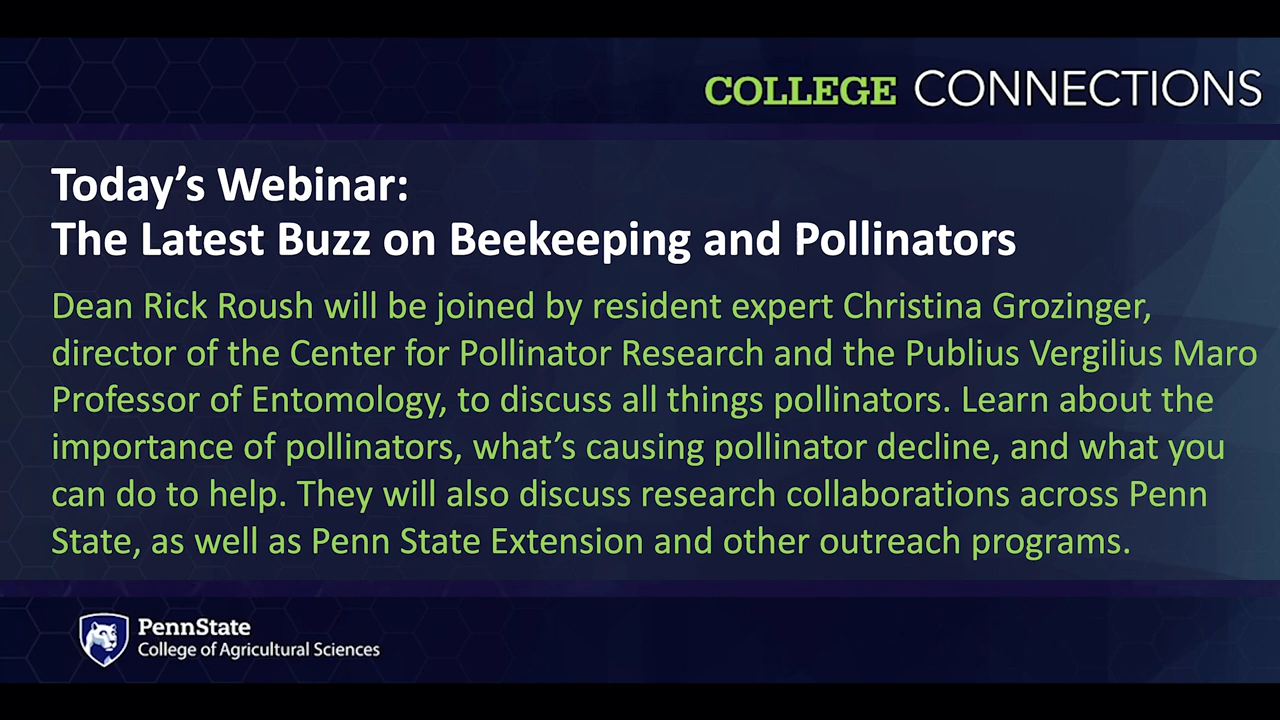 COLLEGE CONNECTIONS
Today’s Webinar:
The Latest Buzz on Beekeeping and Pollinators
Dean Rick Roush will be joined by resident expert Christina Grozinger,
director of the Center for Pollinator Research and the Publius Vergilius Maro
Professor of Entomology, to discuss all things pollinators. Learn about the
importance of pollinators, what’s causing pollinator decline, and what you
can do to help. They will also discuss research collaborations across Penn
State, as well as Penn State Extension and other outreach programs.
PennState
College of Agricultural Sciences